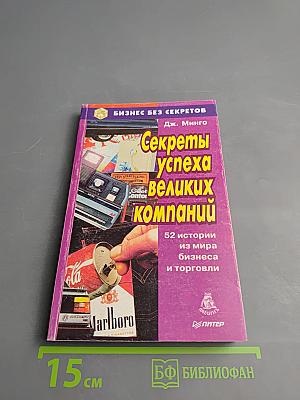 БИЗНЕС БЕЗ СЕКРЕТОВ
Дж. Минго
Секреты
успеха
великих
компаний
52 истории
из мира
бизнеса
и торговли
Marlboro
ПИТЕР
15 см
БФ БИБЛИОФАН